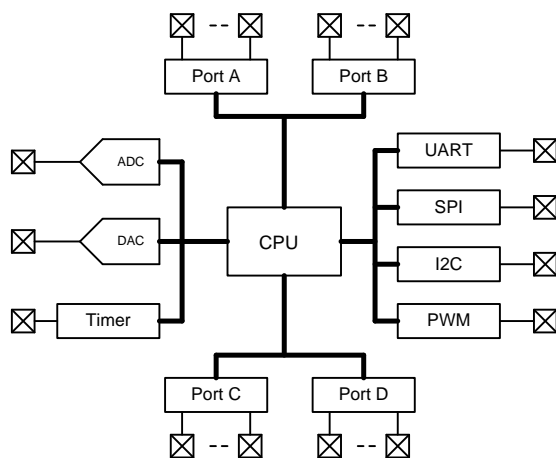 Port A
Port B
ADC
UART
SPI
DAC
CPU
I2C
Timer
PWM
Port C
Port D